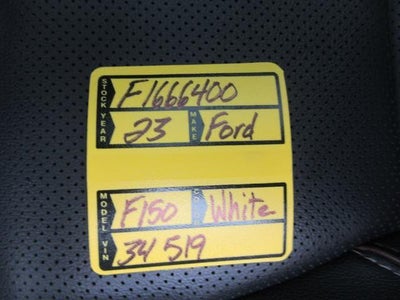 STOCK F1666400
YEAR 23 MAKE Ford
MODEL F150 White
VIN 34519